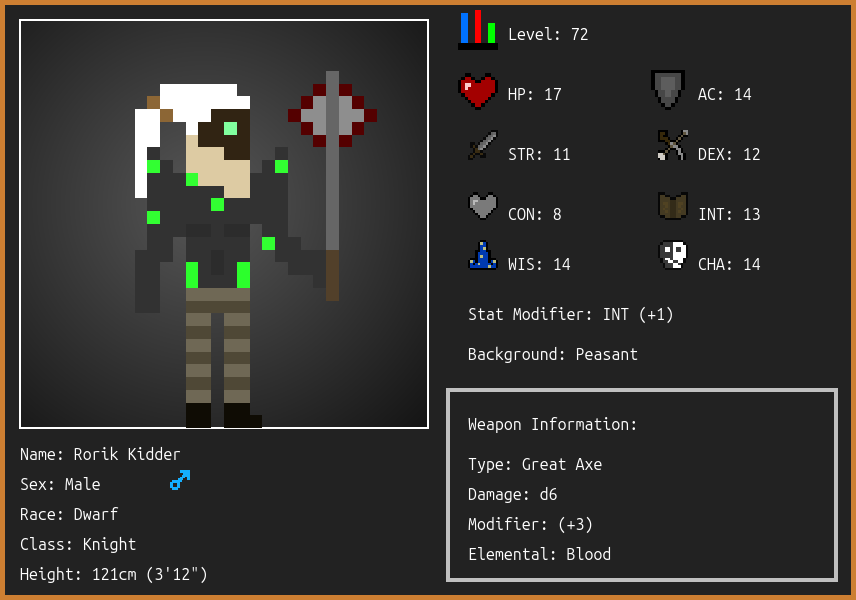 Level: 72
HP: 17
AC: 14
STR: 11
DEX: 12
CON: 8
INT: 13
WIS: 14
CHA: 14
Stat Modifier: INT (+1)
Background: Peasant
Weapon Information:
Type: Great Axe
Damage: d6
Modifier: (+3)
Elemental: Blood
Name: Rorik Kidder
Sex: Male
Race: Dwarf
Class: Knight
Height: 121cm (3'12")